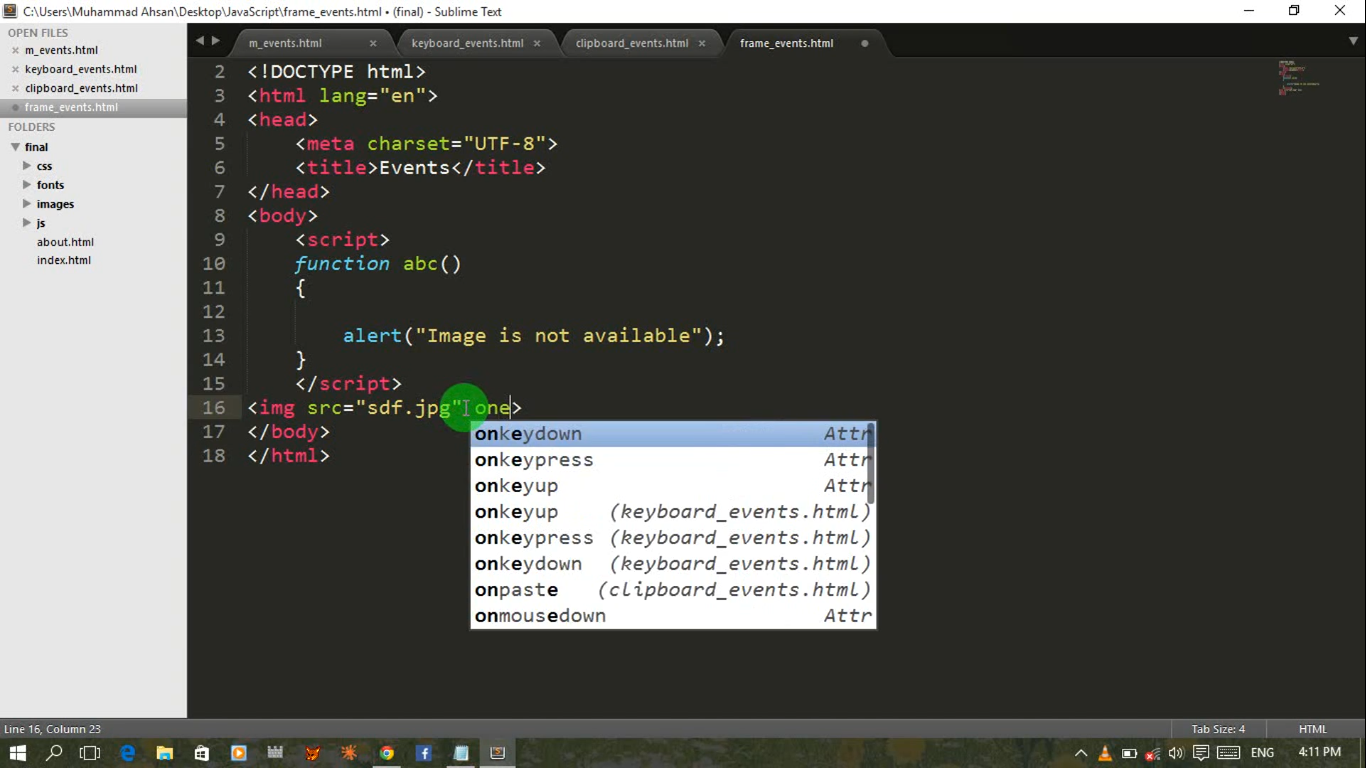 C:\Users\Muhammad Ahsan\Desktop\JavaScript\frame_events.html • (final) - Sublime Text
OPEN FILES
m_events.html
keyboard_events.html
clipboard_events.html
frame_events.html
FOLDERS
final
css
fonts
images
js
about.html
index.html
m_events.html
keyboard_events.html
clipboard_events.html
frame_events.html
2 <!DOCTYPE html>
3 <html lang="en">
4 <head>
5 <meta charset="UTF-8">
6 <title>Events</title>
7 </head>
8 <body>
9 <script>
10 function abc()
11 {
12
13 alert("Image is not available");
14 }
15 </script>
16 <img src="sdf.jpg" one>
17 </body>
18 </html>
onkeydown Attr
onkeypress Attr
onkeyup Attr
onkeyup (keyboard_events.html)
onkeypress (keyboard_events.html)
onkeydown (keyboard_events.html)
onpaste (clipboard_events.html)
onmousedown Attr
Line 16, Column 23
Tab Size: 4
HTML
ENG
4:11 PM